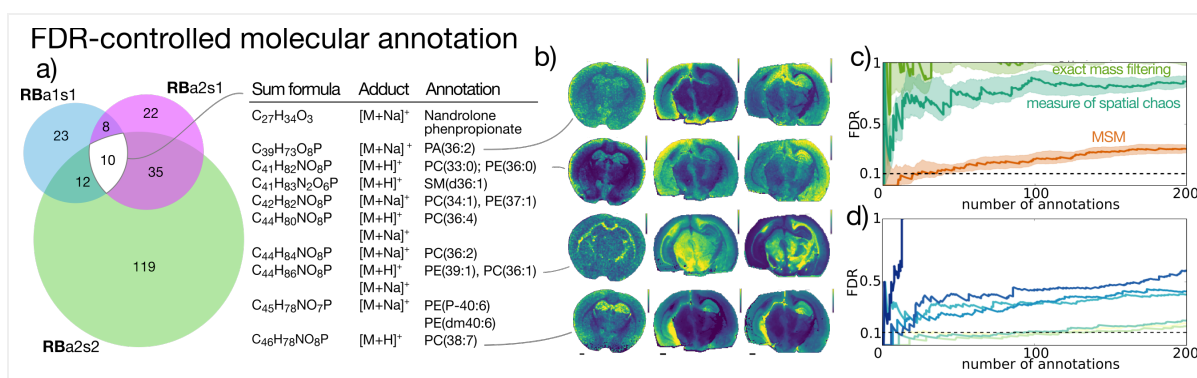 FDR-controlled molecular annotation
a)
RBa1s1
RBa2s1
22
23
8
10
12
35
119
RBa2s2
Sum formula Adduct Annotation
C27H34O3 [M+Na]+ Nandrolone
phenpropionate
C39H73O8P [M+Na]+ PA(36:2)
C41H82NO8P [M+H]+ PC(33:0); PE(36:0)
C41H83N2O6P [M+H]+ SM(d36:1)
C42H82NO8P [M+Na]+ PC(34:1), PE(37:1)
C44H80NO8P [M+H]+ PC(36:4)
[M+Na]+
C44H84NO8P [M+Na]+ PC(36:2)
C44H86NO8P [M+H]+ PE(39:1), PC(36:1)
[M+Na]+
C45H78NO7P [M+Na]+ PE(P-40:6)
PE(dm40:6)
C46H78NO8P [M+H]+ PC(38:7)
b)
c)
1
exact mass filtering
measure of spatial chaos
FDR
0.5
MSM
0.1
0 100 200
number of annotations
d)
1
FDR
0.5
0.1
0 100 200
number of annotations